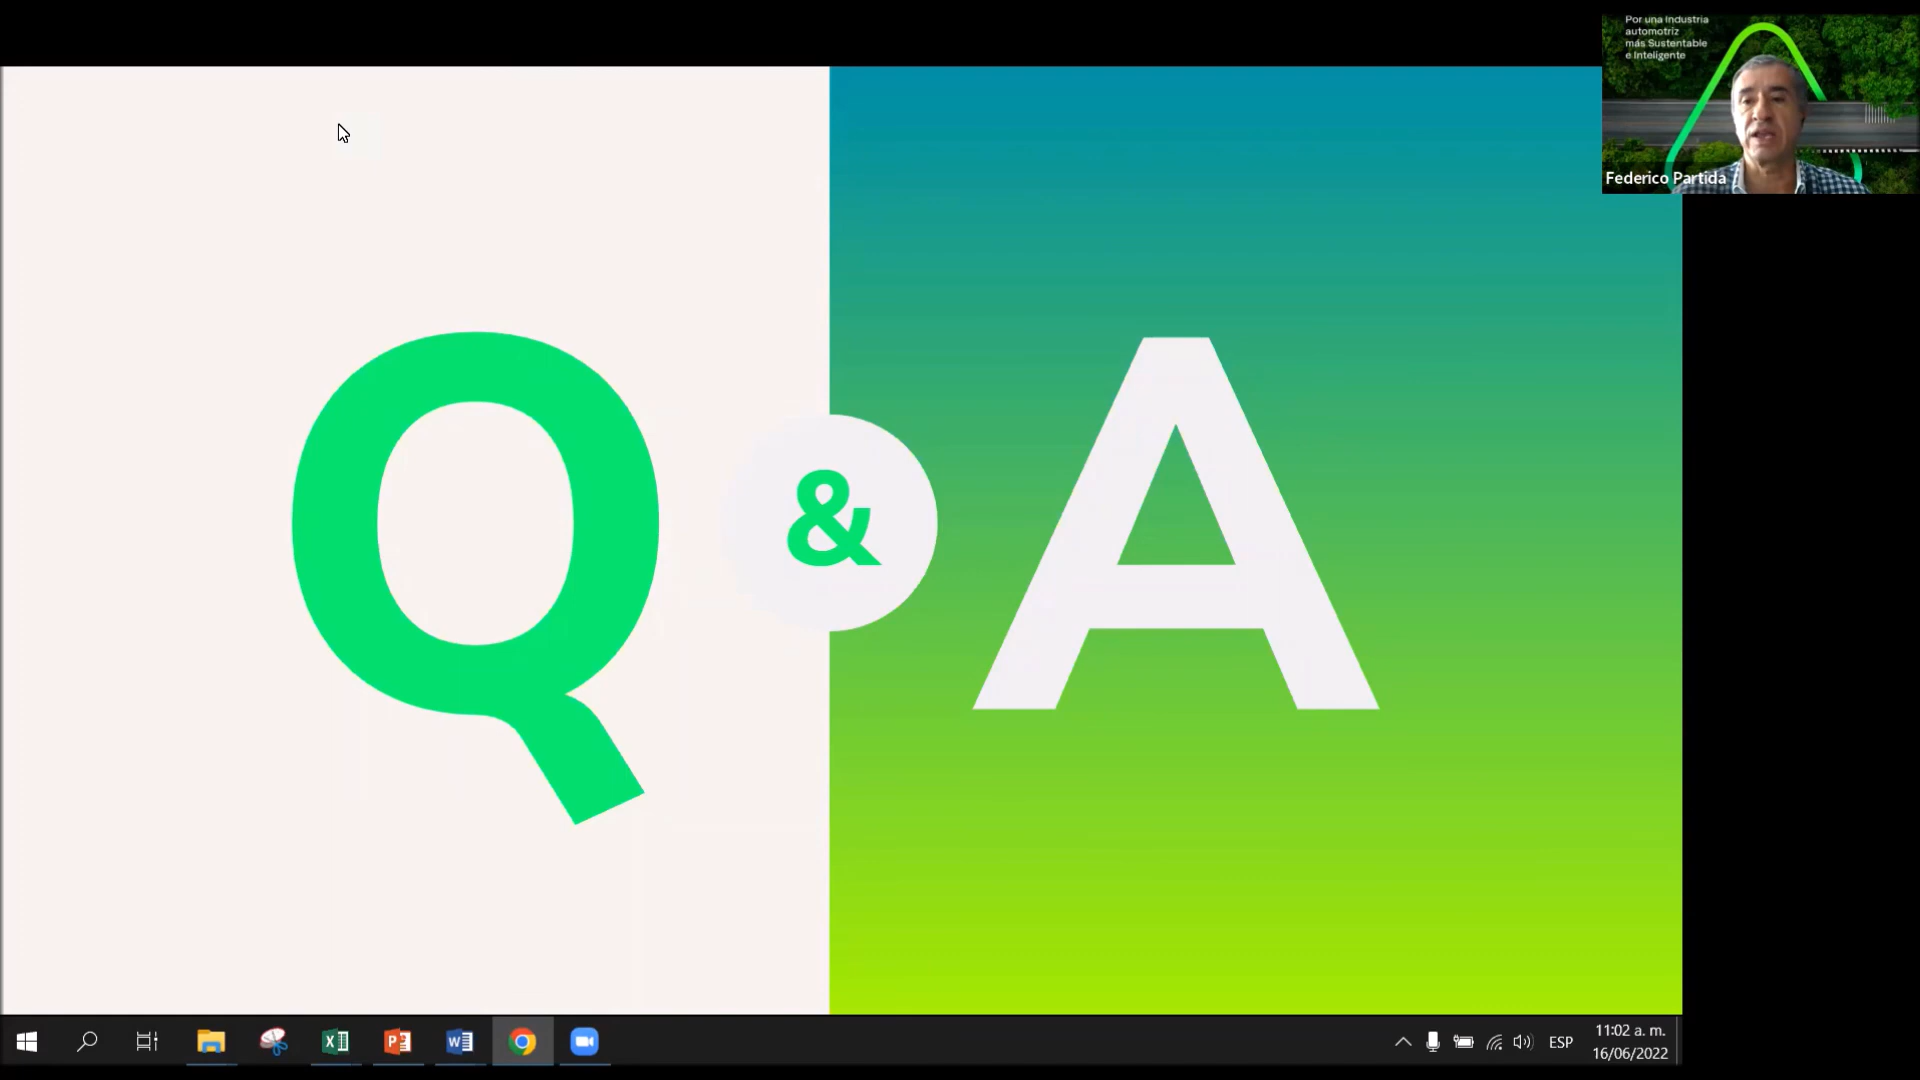 Por una Industria
automotriz
más Sustentable
e Inteligente
Federico Partida
Q & A
ESP
11:02 a. m.
16/06/2022